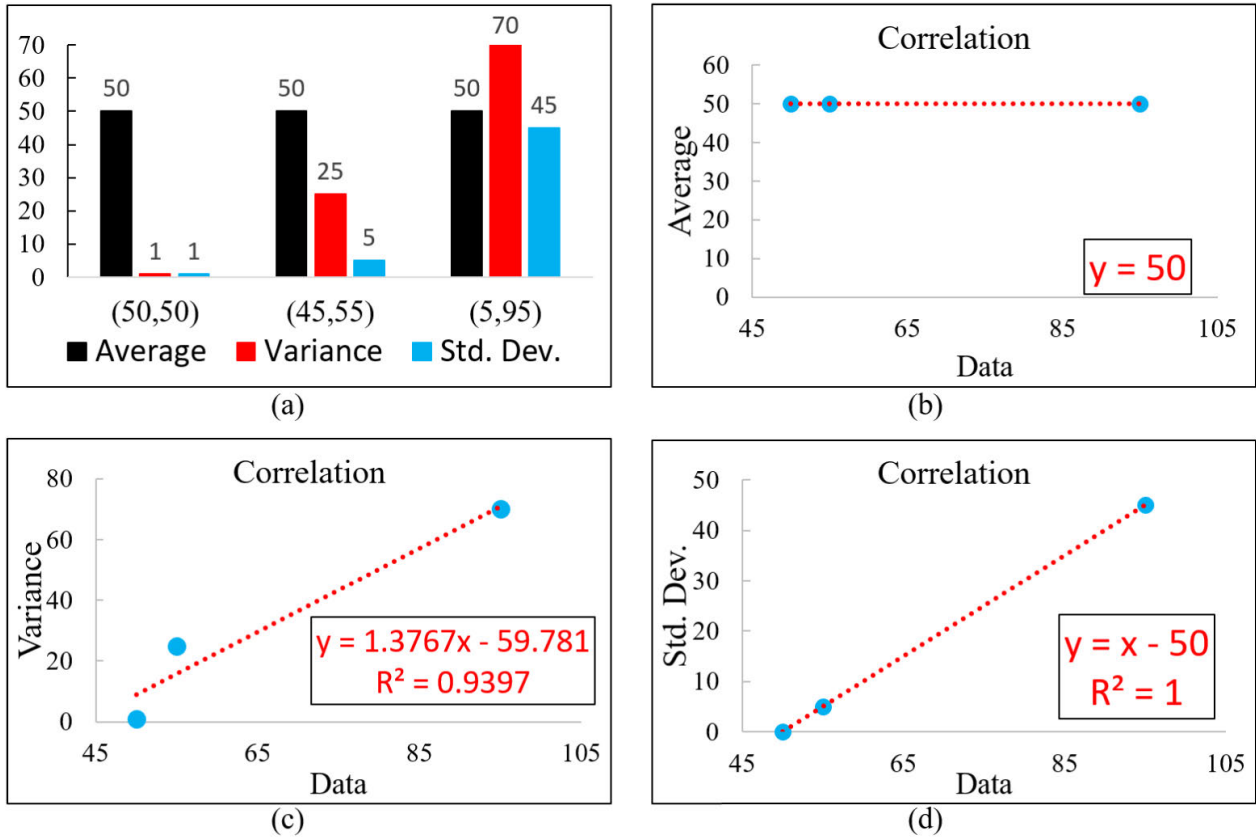 70
60
50
40
30
20
10
0
50
1
1
50
25
5
50
70
45
(50,50)
(45,55)
(5,95)
Average
Variance
Std. Dev.
(a)
Correlation
60
50
40
30
20
10
0
Average
y = 50
45
65
85
105
Data
(b)
Correlation
80
60
40
20
0
Variance
y = 1.3767x - 59.781
R² = 0.9397
45
65
85
105
Data
(c)
Correlation
50
40
30
20
10
0
Std. Dev.
y = x - 50
R² = 1
45
65
85
105
Data
(d)